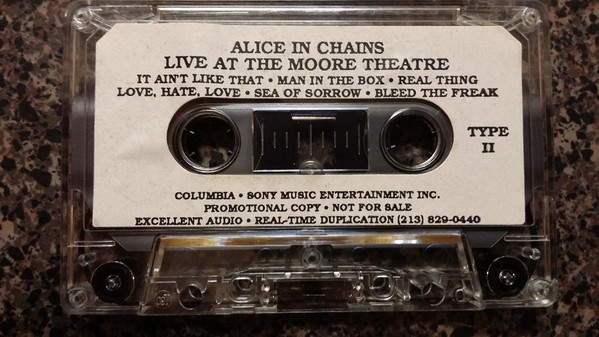 ALICE IN CHAINS
LIVE AT THE MOORE THEATRE
IT AIN'T LIKE THAT • MAN IN THE BOX • REAL THING
LOVE, HATE, LOVE • SEA OF SORROW • BLEED THE FREAK
TYPE
II
COLUMBIA • SONY MUSIC ENTERTAINMENT INC.
PROMOTIONAL COPY • NOT FOR SALE
EXCELLENT AUDIO • REAL-TIME DUPLICATION (213) 829-0440